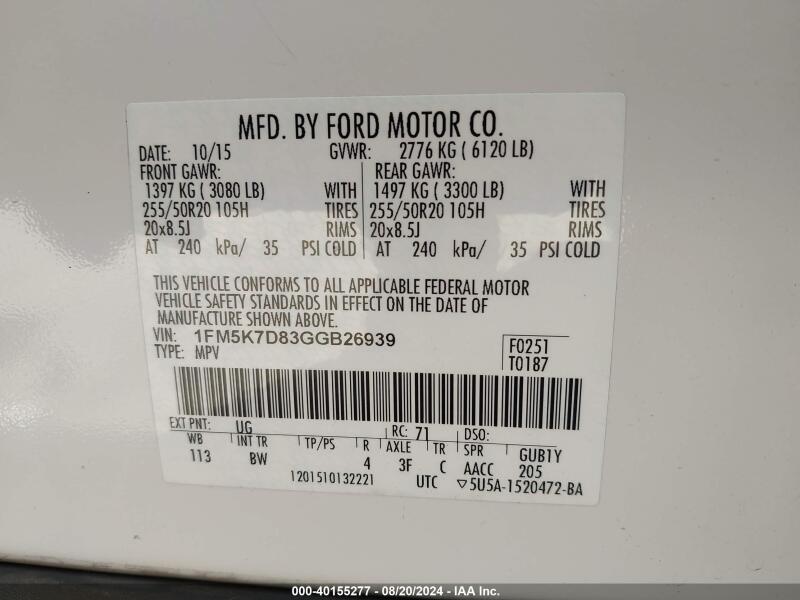 MFD. BY FORD MOTOR CO.
DATE: 10/15 GVWR: 2776 KG ( 6120 LB)
FRONT GAWR: REAR GAWR:
1397 KG ( 3080 LB) WITH 1497 KG ( 3300 LB) WITH
255/50R20 105H TIRES 255/50R20 105H TIRES
20x8.5J RIMS 20x8.5J RIMS
AT 240 kPa/ 35 PSI COLD AT 240 kPa/ 35 PSI COLD
THIS VEHICLE CONFORMS TO ALL APPLICABLE FEDERAL MOTOR
VEHICLE SAFETY STANDARDS IN EFFECT ON THE DATE OF
MANUFACTURE SHOWN ABOVE.
VIN: 1FM5K7D83GGB26939
TYPE: MPV
F0251
T0187
EXT PNT: UG RC: 71 DSO:
WB INT TR TP/PS R AXLE TR SPR GUB1Y
113 BW 4 3F C AACC 205
1201510132221 UTC ▽5U5A-1520472-BA
000-40155277 - 08/20/2024 - IAA Inc.